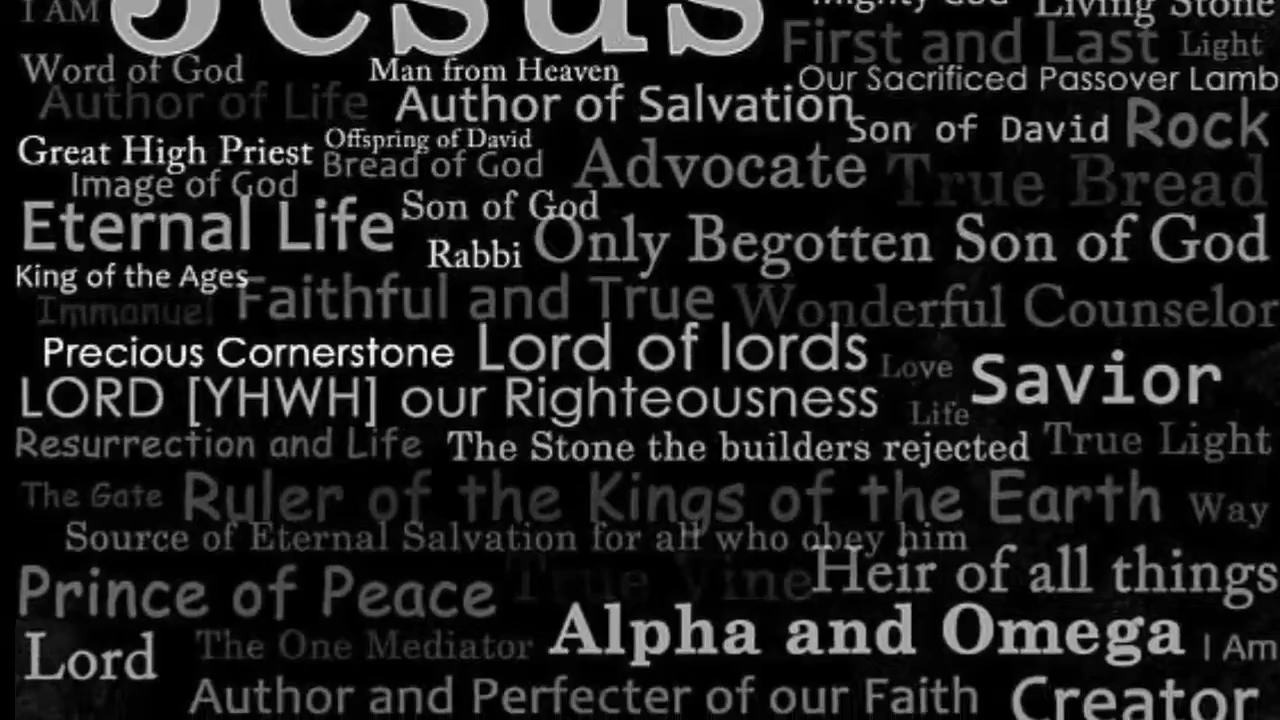 I AM
Jesus
Mighty God
Living Stone
First and Last
Light
Word of God
Man from Heaven
Our Sacrificed Passover Lamb
Author of Life
Author of Salvation
Son of David
Rock
Great High Priest
Offspring of David
Bread of God
Advocate
True Bread
Image of God
Eternal Life
Son of God
Rabbi
Only Begotten Son of God
King of the Ages
Immanuel
Faithful and True
Wonderful Counselor
Precious Cornerstone
Lord of lords
Love
Savior
LORD [YHWH] our Righteousness
Life
Resurrection and Life
The Stone the builders rejected
True Light
The Gate
Ruler of the Kings of the Earth
Way
Source of Eternal Salvation for all who obey him
Prince of Peace
True Vine
Heir of all things
Lord
The One Mediator
Alpha and Omega
I Am
Author and Perfecter of our Faith
Creator